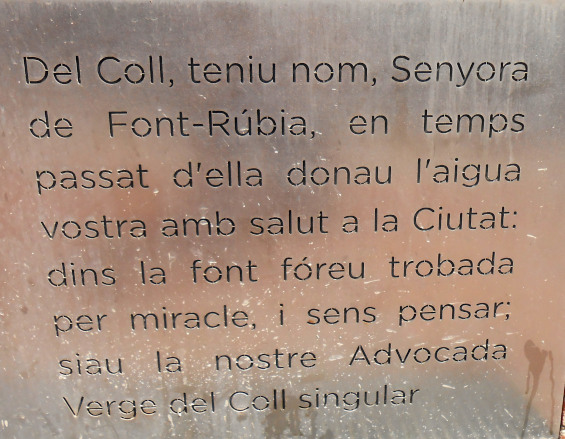 Del Coll, teniu nom, Senyora
de Font-Rúbia, en temps
passat d'ella donau l'aigua
vostra amb salut a la Ciutat:
dins la font fóreu trobada
per miracle, i sens pensar;
siau la nostre Advocada
Verge del Coll singular